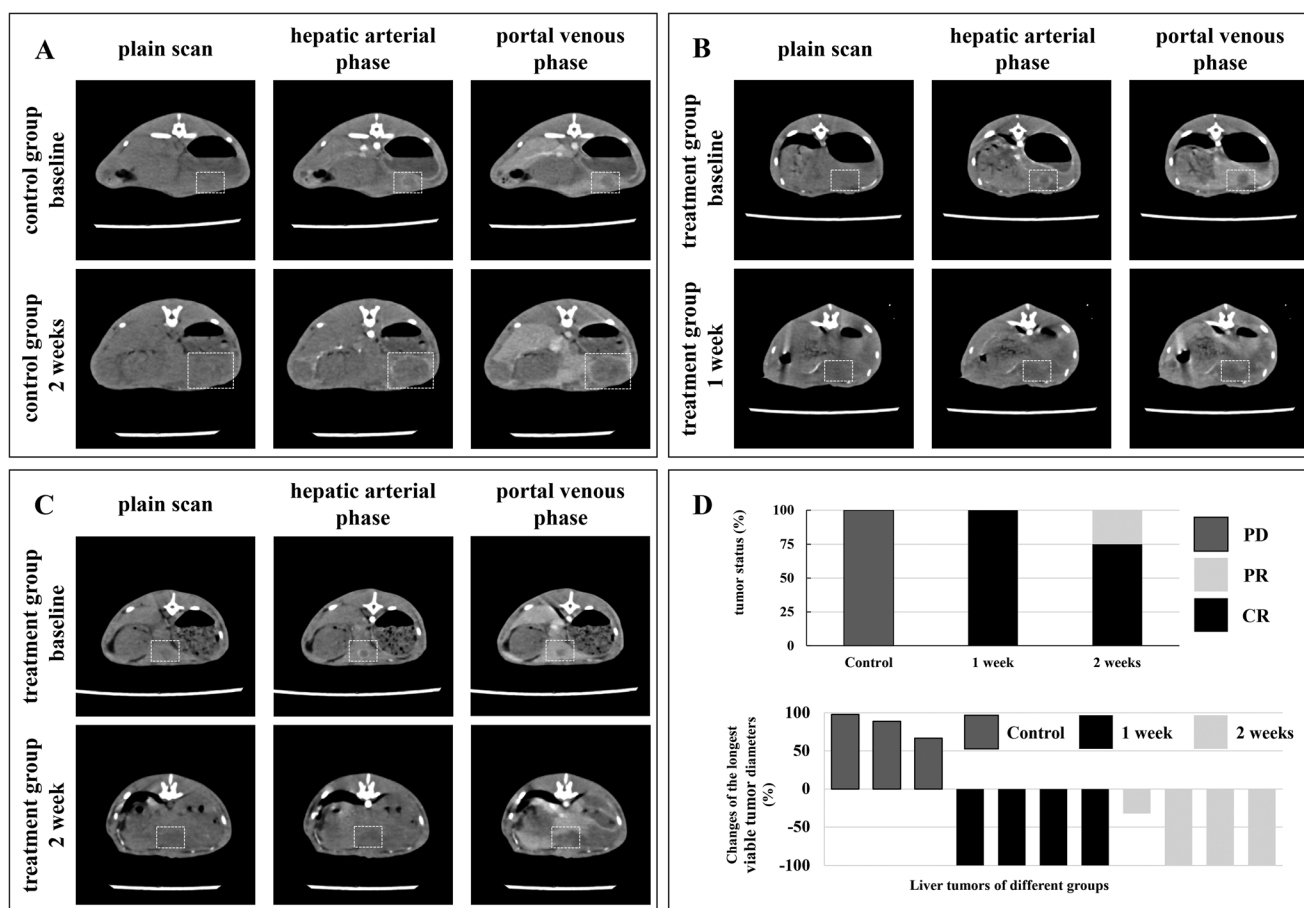 A
plain scan
hepatic arterial
phase
portal venous
phase
control group
baseline
control group
2 weeks
B
plain scan
hepatic arterial
phase
portal venous
phase
treatment group
baseline
treatment group
1 week
C
plain scan
hepatic arterial
phase
portal venous
phase
treatment group
baseline
treatment group
2 week
D
tumor status (%)
100
75
50
25
0
Control
1 week
2 weeks
PD
PR
CR
Changes of the longest
viable tumor diameters
(%)
100
50
0
-50
-100
Control
1 week
2 weeks
Liver tumors of different groups